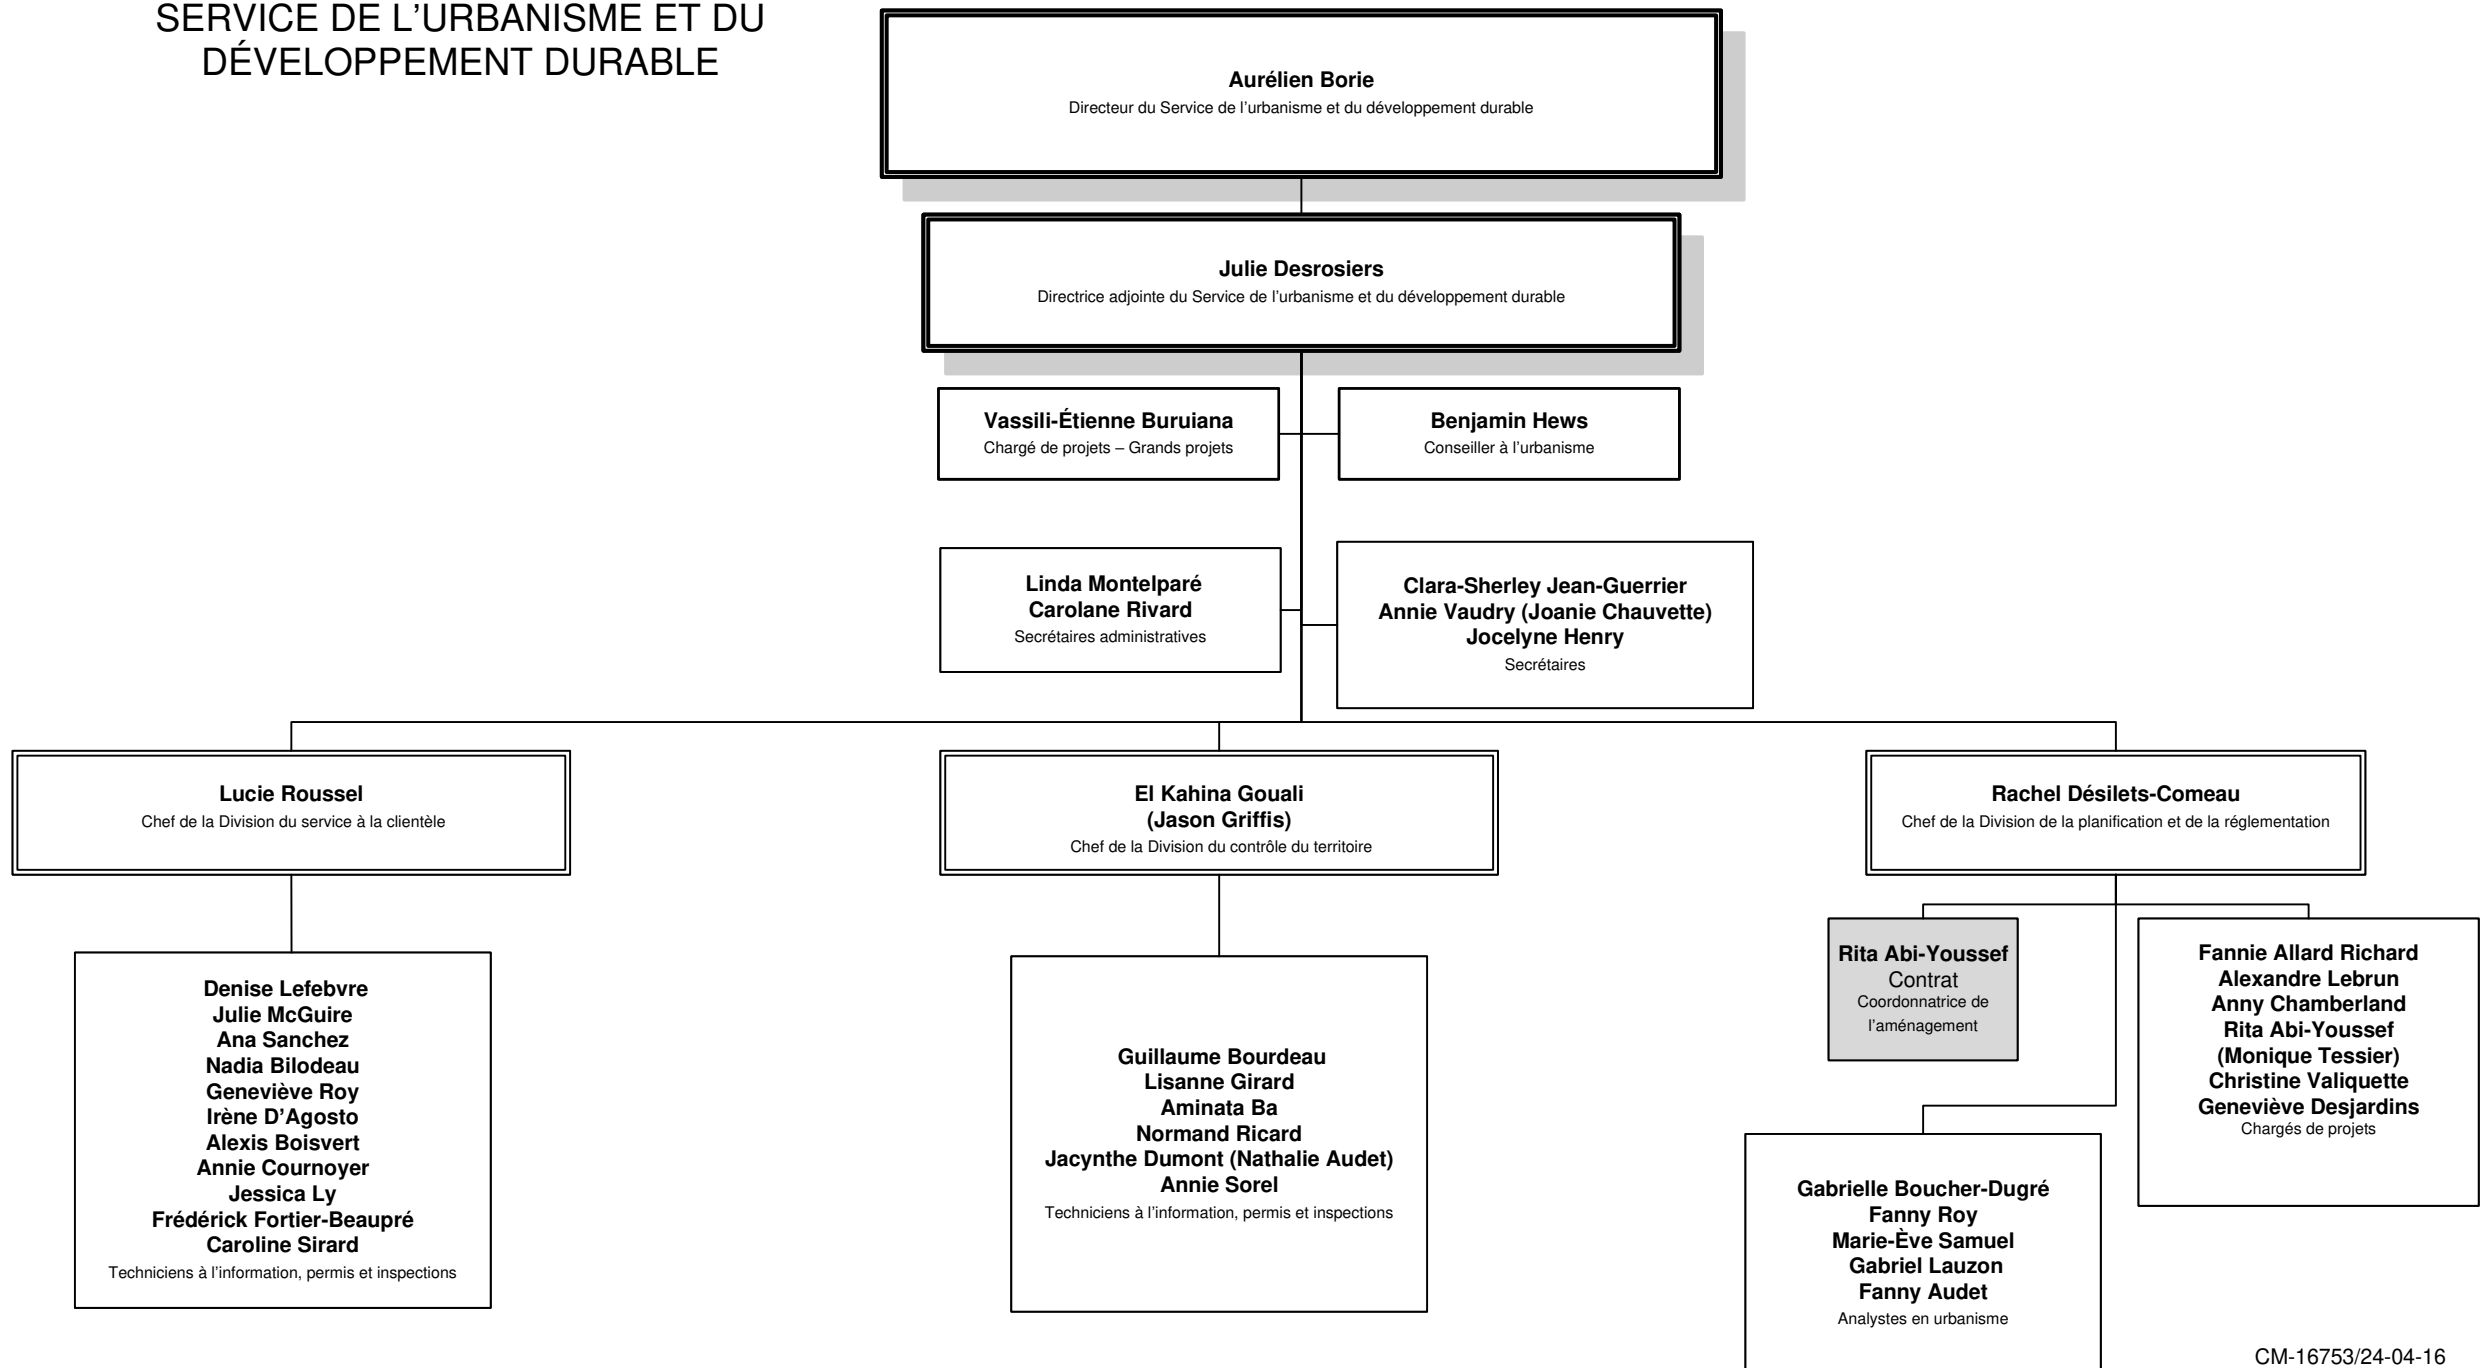 SERVICE DE L’URBANISME ET DU
DÉVELOPPEMENT DURABLE
Aurélien Borie
Directeur du Service de l’urbanisme et du développement durable
Julie Desrosiers
Directrice adjointe du Service de l’urbanisme et du développement durable
Vassili-Étienne Buruiana
Chargé de projets – Grands projets
Benjamin Hews
Conseiller à l’urbanisme
Linda Montelparé
Carolane Rivard
Secrétaires administratives
Clara-Sherley Jean-Guerrier
Annie Vaudry (Joanie Chauvette)
Jocelyne Henry
Secrétaires
Lucie Roussel
Chef de la Division du service à la clientèle
El Kahina Gouali
(Jason Griffis)
Chef de la Division du contrôle du territoire
Rachel Désilets-Comeau
Chef de la Division de la planification et de la réglementation
Denise Lefebvre
Julie McGuire
Ana Sanchez
Nadia Bilodeau
Geneviève Roy
Irène D’Agosto
Alexis Boisvert
Annie Cournoyer
Jessica Ly
Frédérick Fortier-Beaupré
Caroline Sirard
Techniciens à l’information, permis et inspections
Guillaume Bourdeau
Lisanne Girard
Aminata Ba
Normand Ricard
Jacynthe Dumont (Nathalie Audet)
Annie Sorel
Techniciens à l’information, permis et inspections
Rita Abi-Youssef
Contrat
Coordonnatrice de
l’aménagement
Fannie Allard Richard
Alexandre Lebrun
Anny Chamberland
Rita Abi-Youssef
(Monique Tessier)
Christine Valiquette
Geneviève Desjardins
Chargés de projets
Gabrielle Boucher-Dugré
Fanny Roy
Marie-Ève Samuel
Gabriel Lauzon
Fanny Audet
Analystes en urbanisme
CM-16753/24-04-16